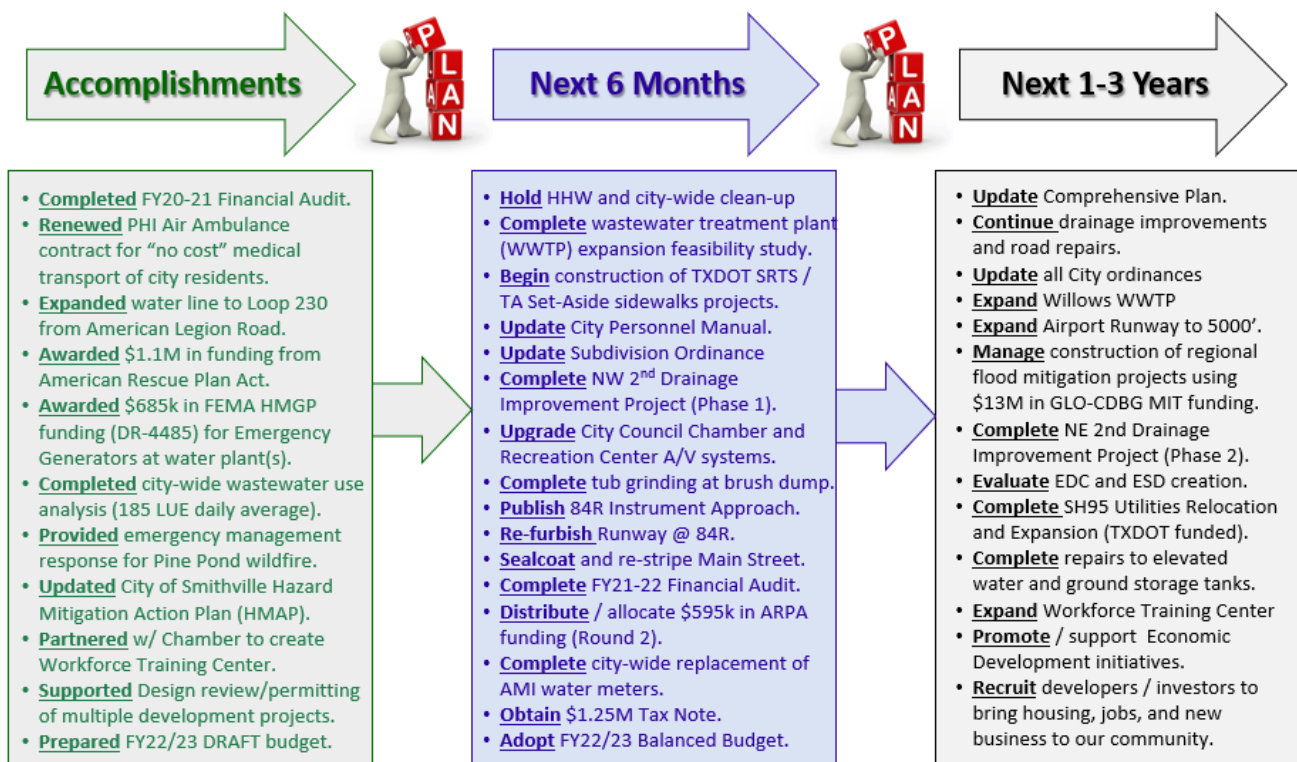 Accomplishments
P
L
A
A
N
Next 6 Months
P
L
A
A
N
Next 1-3 Years
• Completed FY20-21 Financial Audit.
• Renewed PHI Air Ambulance
contract for “no cost” medical
transport of city residents.
• Expanded water line to Loop 230
from American Legion Road.
• Awarded $1.1M in funding from
American Rescue Plan Act.
• Awarded $685k in FEMA HMGP
funding (DR-4485) for Emergency
Generators at water plant(s).
• Completed city-wide wastewater use
analysis (185 LUE daily average).
• Provided emergency management
response for Pine Pond wildfire.
• Updated City of Smithville Hazard
Mitigation Action Plan (HMAP).
• Partnered w/ Chamber to create
Workforce Training Center.
• Supported Design review/permitting
of multiple development projects.
• Prepared FY22/23 DRAFT budget.
• Hold HHW and city-wide clean-up
• Complete wastewater treatment plant
(WWTP) expansion feasibility study.
• Begin construction of TXDOT SRTS /
TA Set-Aside sidewalks projects.
• Update City Personnel Manual.
• Update Subdivision Ordinance
• Complete NW 2nd Drainage
Improvement Project (Phase 1).
• Upgrade City Council Chamber and
Recreation Center A/V systems.
• Complete tub grinding at brush dump.
• Publish 84R Instrument Approach.
• Re-furbish Runway @ 84R.
• Sealcoat and re-stripe Main Street.
• Complete FY21-22 Financial Audit.
• Distribute / allocate $595k in ARPA
funding (Round 2).
• Complete city-wide replacement of
AMI water meters.
• Obtain $1.25M Tax Note.
• Adopt FY22/23 Balanced Budget.
• Update Comprehensive Plan.
• Continue drainage improvements
and road repairs.
• Update all City ordinances
• Expand Willows WWTP
• Expand Airport Runway to 5000’.
• Manage construction of regional
flood mitigation projects using
$13M in GLO-CDBG MIT funding.
• Complete NE 2nd Drainage
Improvement Project (Phase 2).
• Evaluate EDC and ESD creation.
• Complete SH95 Utilities Relocation
and Expansion (TXDOT funded).
• Complete repairs to elevated
water and ground storage tanks.
• Expand Workforce Training Center
• Promote / support Economic
Development initiatives.
• Recruit developers / investors to
bring housing, jobs, and new
business to our community.